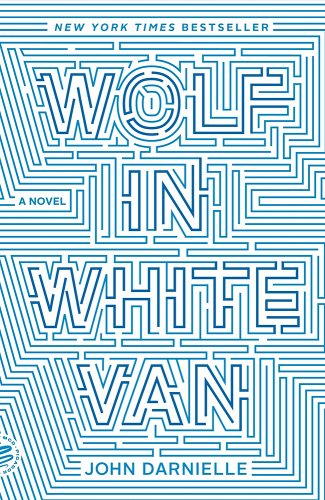 NEW YORK TIMES BESTSELLER
WOLF
IN
A NOVEL
WHITE
VAN
JOHN DARNIELLE